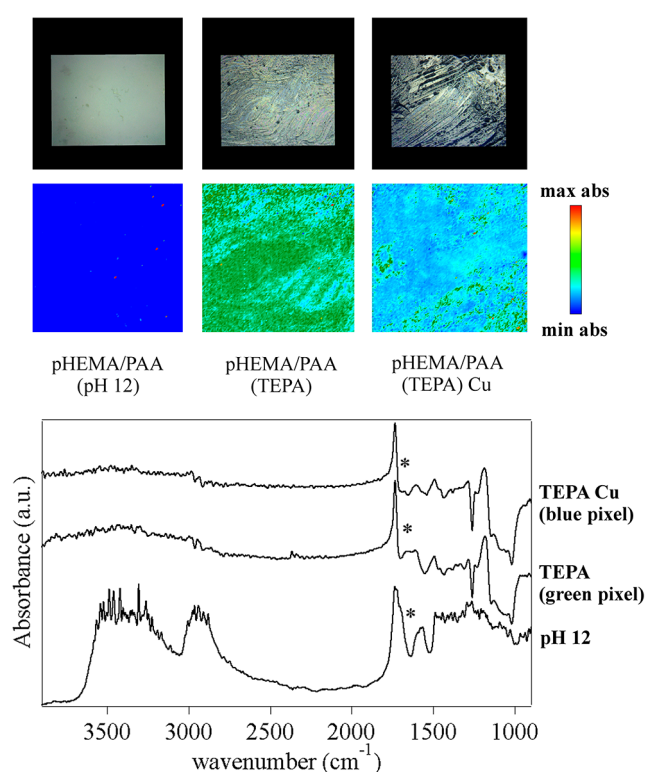 max abs
min abs
pHEMA/PAA
(pH 12)
pHEMA/PAA
(TEPA)
pHEMA/PAA
(TEPA) Cu
Absorbance (a.u.)
*
*
*
TEPA Cu
(blue pixel)
TEPA
(green pixel)
pH 12
3500 3000 2500 2000 1500 1000
wavenumber (cm⁻¹)